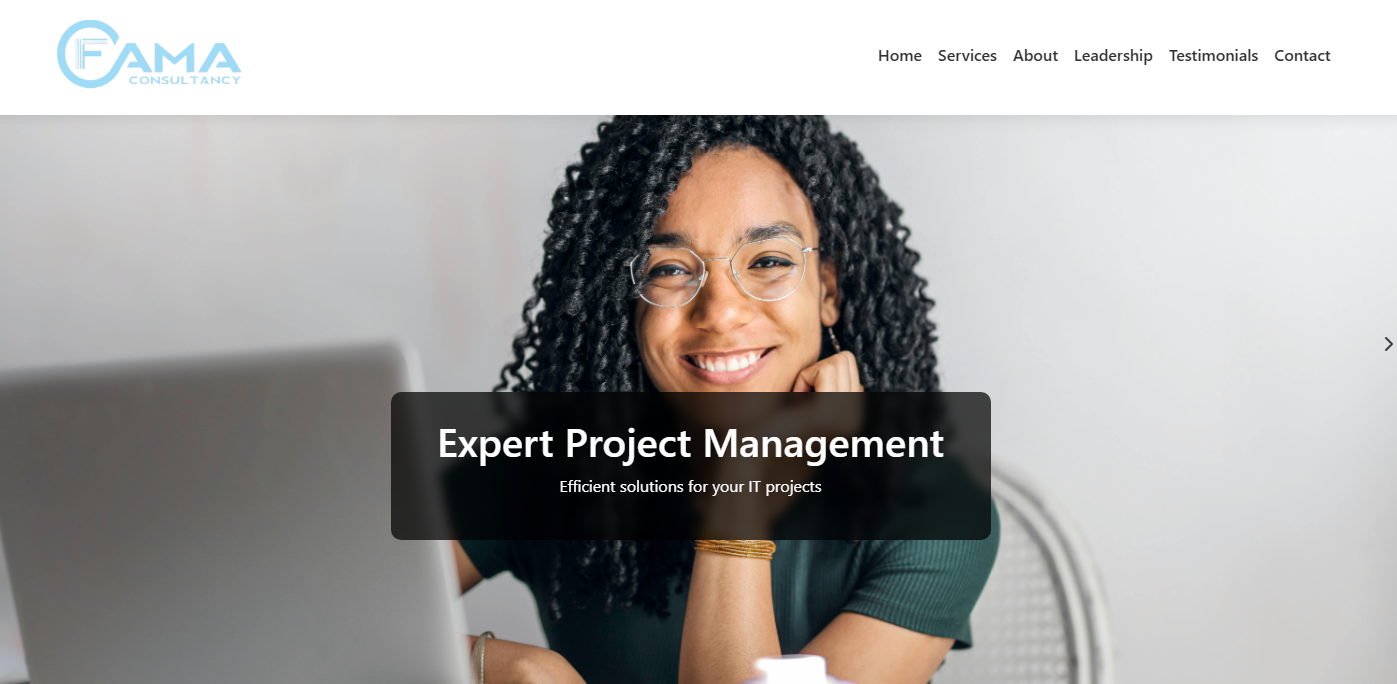 FAMA
CONSULTANCY
Home Services About Leadership Testimonials Contact
Expert Project Management
Efficient solutions for your IT projects